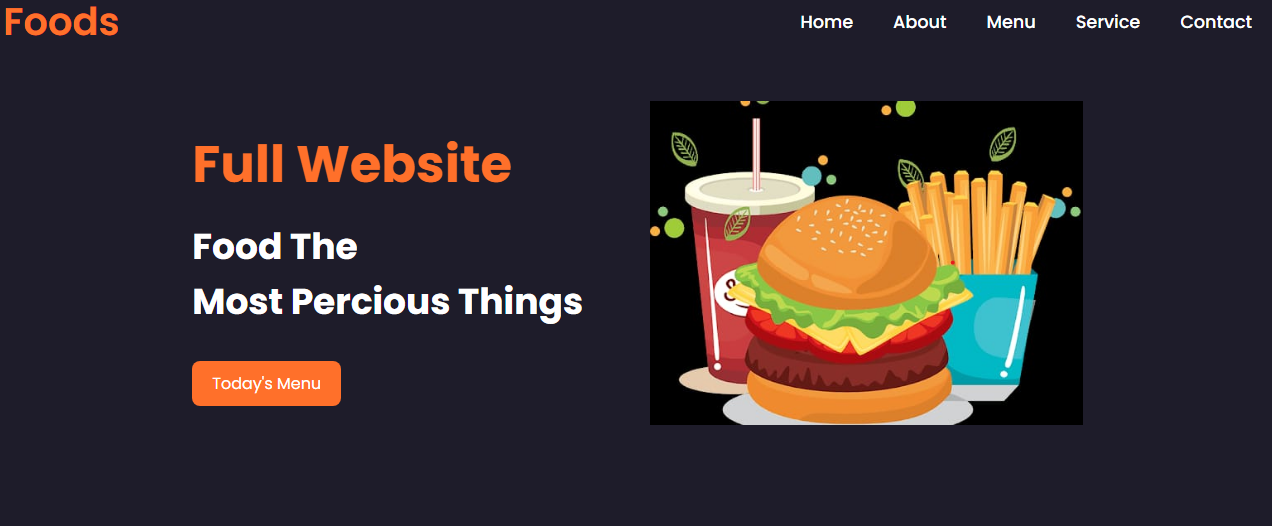 Foods
Home About Menu Service Contact
Full Website
Food The
Most Percious Things
Today's Menu